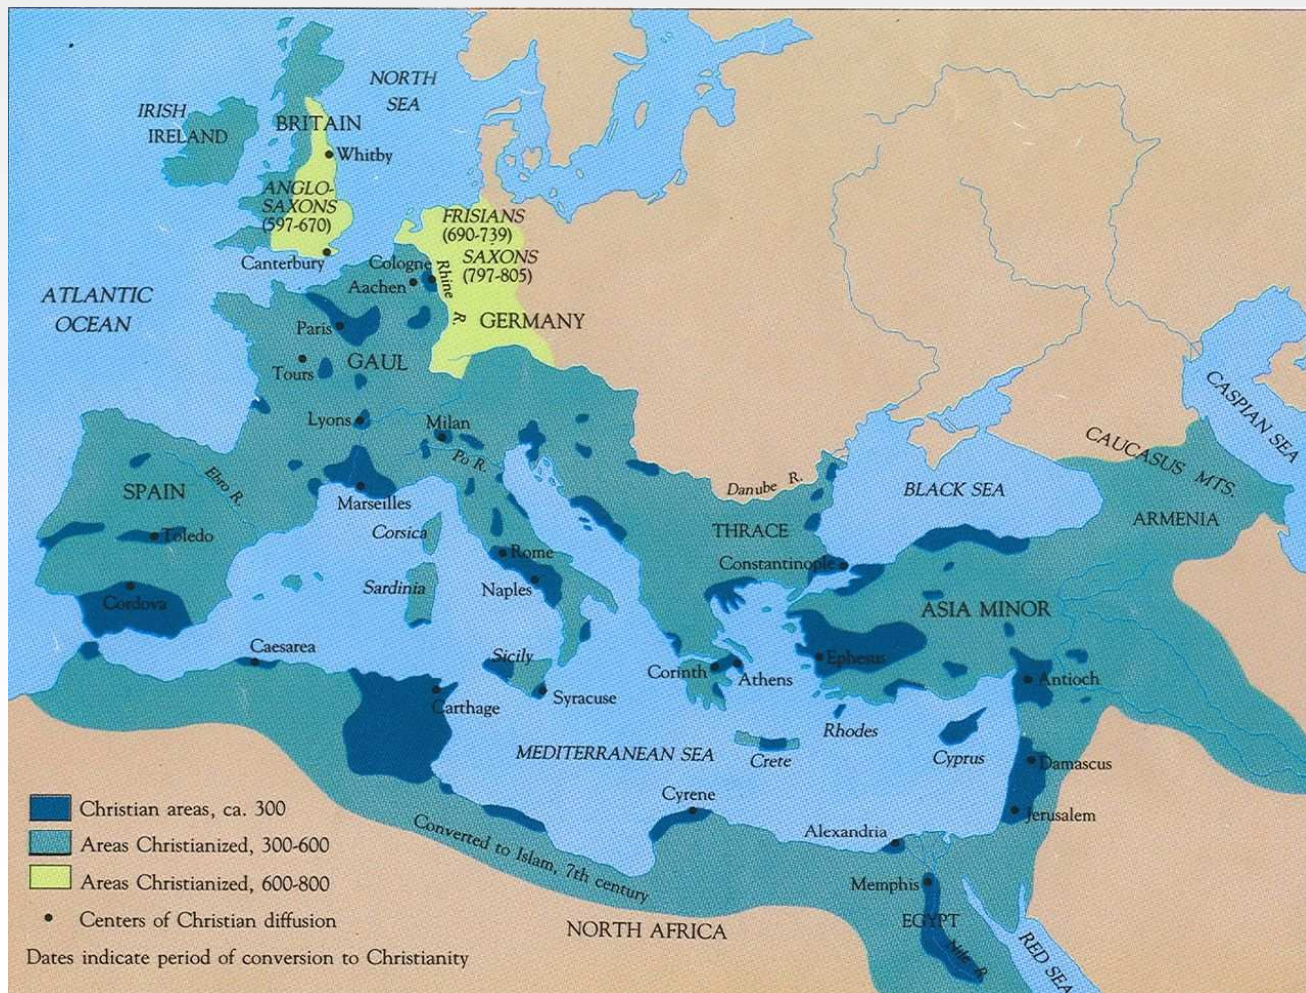 NORTH
SEA
IRISH
IRELAND
BRITAIN
Whitby
ANGLO-
SAXONS
(597-670)
FRISIANS
(690-739)
SAXONS
(797-805)
Canterbury
Cologne
Aachen
Rhine R.
ATLANTIC
OCEAN
GERMANY
Paris
GAUL
Tours
CASPIAN SEA
Lyons
Milan
Po R.
CAUCASUS MTS.
Ebro R.
SPAIN
Danube R.
BLACK SEA
Marseilles
ARMENIA
Corsica
THRACE
Toledo
Rome
Constantinople
Sardinia
Naples
Cordova
ASIA MINOR
Caesarea
Sicily
Ephesus
Corinth
Athens
Antioch
Syracuse
Carthage
Rhodes
MEDITERRANEAN SEA
Crete
Cyprus
Damascus
Cyrene
Jerusalem
Alexandria
Converted to Islam, 7th century
Memphis
EGYPT
NORTH AFRICA
Nile R.
RED SEA
Christian areas, ca. 300
Areas Christianized, 300-600
Areas Christianized, 600-800
Centers of Christian diffusion
Dates indicate period of conversion to Christianity